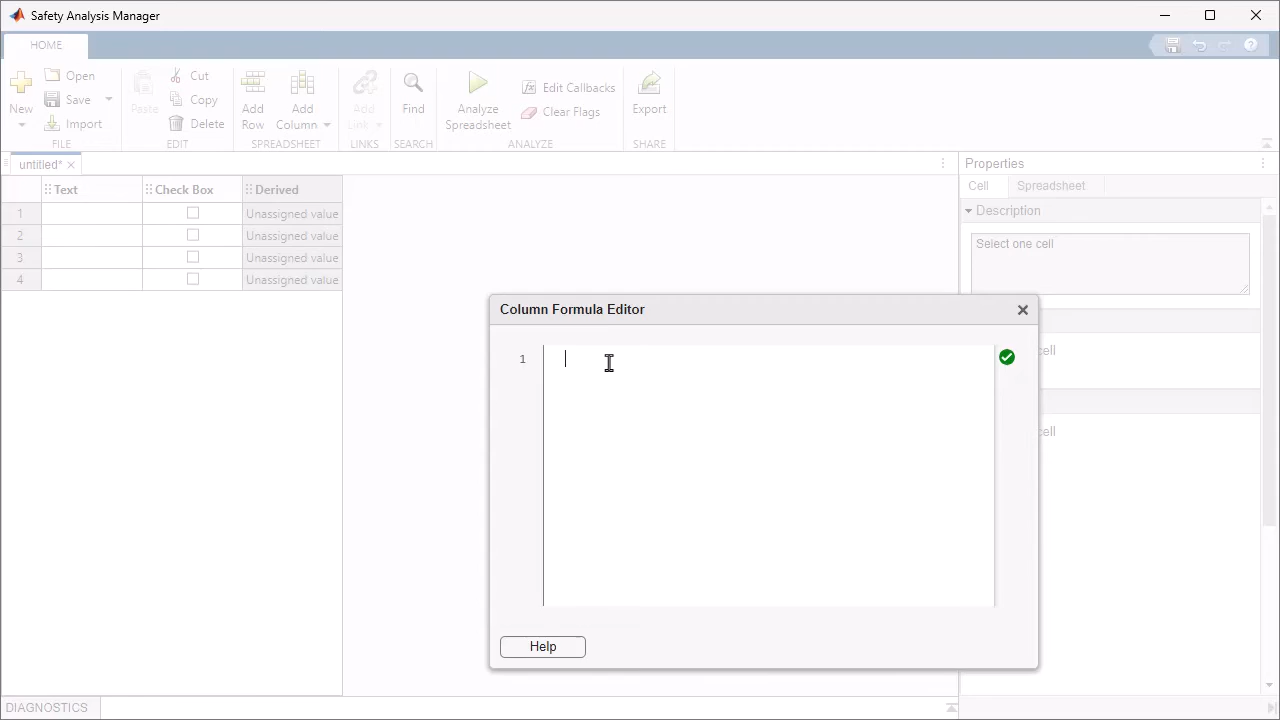 Safety Analysis Manager
HOME
New
Open
Save
Import
FILE
Paste
Cut
Copy
Delete
EDIT
Add Row
Add Column
SPREADSHEET
Add Link
LINKS
Find
SEARCH
Analyze Spreadsheet
Edit Callbacks
Clear Flags
ANALYZE
Export
SHARE
untitled* ×
Text Check Box Derived
1 Unassigned value
2 Unassigned value
3 Unassigned value
4 Unassigned value
Properties
Cell Spreadsheet
Description
Select one cell
cell
cell
Column Formula Editor
1
Help
DIAGNOSTICS